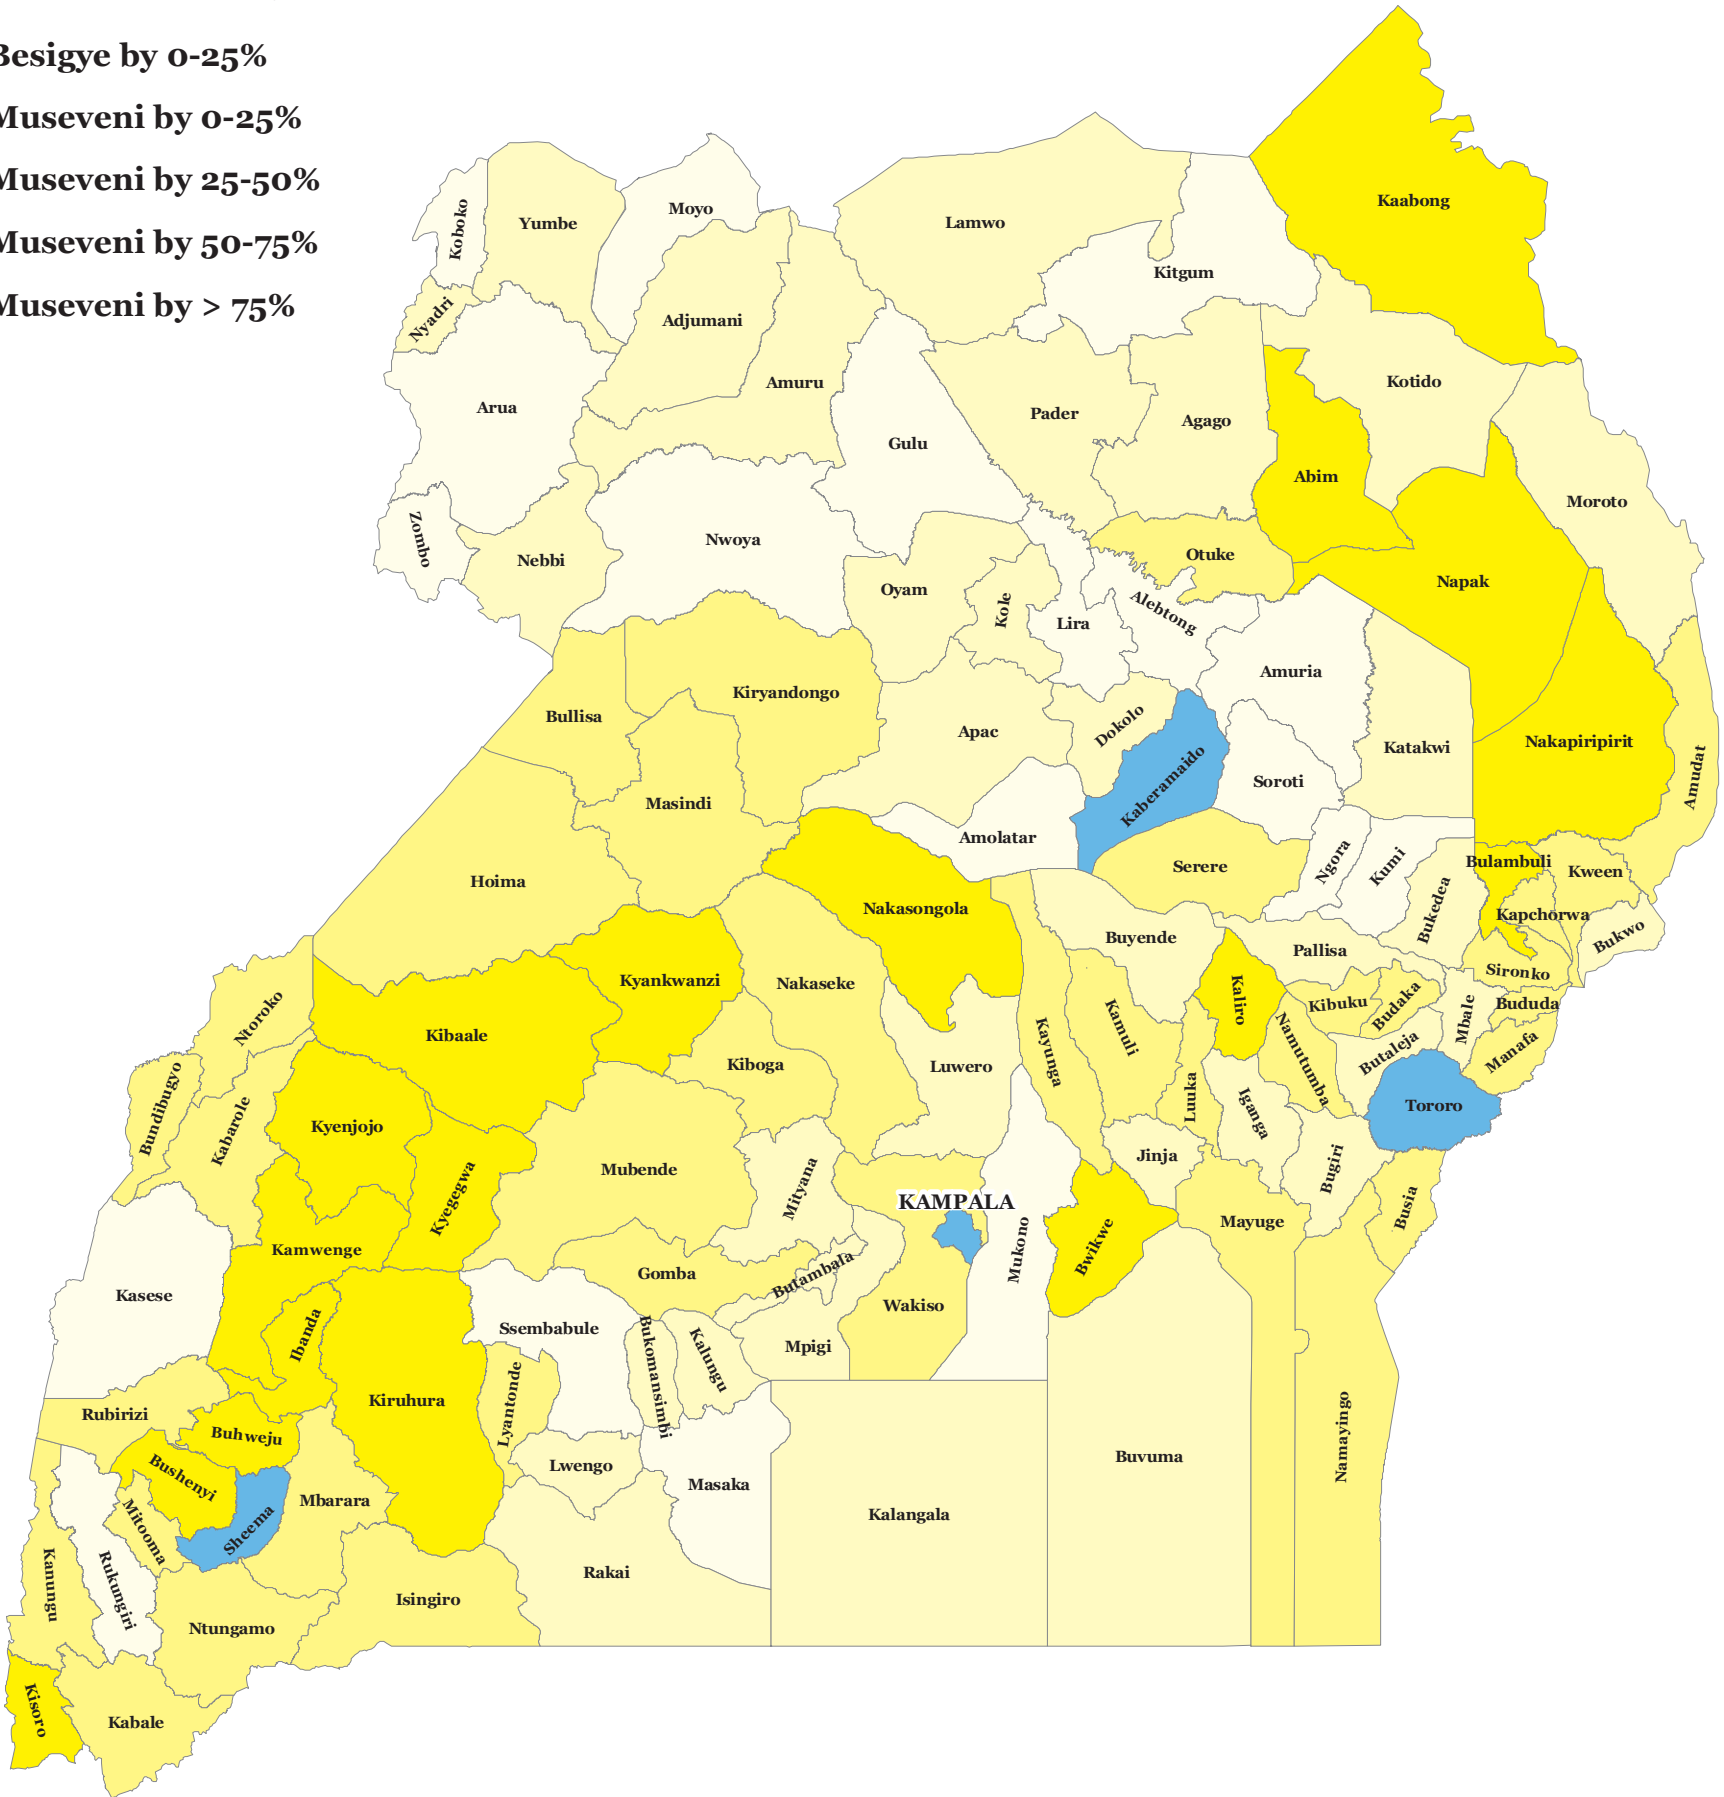 Besigye by 0-25%
Museveni by 0-25%
Museveni by 25-50%
Museveni by 50-75%
Museveni by > 75%
Kaabong
Koboko
Yumbe
Moyo
Lamwo
Kitgum
Nyadri
Adjumani
Amuru
Kotido
Arua
Pader
Agago
Gulu
Abim
Moroto
Zombo
Nwoya
Nebbi
Otuke
Napak
Oyam
Kole
Lira
Alebtong
Amuria
Kiryandongo
Bullisa
Apac
Dokolo
Katakwi
Nakapiripirit
Amudat
Kaberamaido
Soroti
Masindi
Amolatar
Serere
Ngora
Kumi
Bulambuli
Kween
Hoima
Nakasongola
Bukedea
Kapchorwa
Bukwo
Buyende
Pallisa
Sironko
Kyankwanzi
Nakaseke
Kaliro
Kibuku
Budaka
Mbale
Bududa
Ntoroko
Kibaale
Kamuli
Namutumba
Butaleja
Manafa
Kiboga
Luwero
Kayunga
Luuka
Iganga
Tororo
Bundibugyo
Kabarole
Kyenjojo
Mubende
Mityana
Jinja
Bugiri
Kyegegwa
KAMPALA
Mukono
Bwikwe
Mayuge
Busia
Kamwenge
Gomba
Butambala
Kasese
Wakiso
Ibanda
Ssembabule
Bukomansimbi
Kalungu
Mpigi
Kiruhura
Lyantonde
Rubirizi
Buhweju
Namayingo
Bushenyi
Lwengo
Masaka
Buvuma
Mbarara
Kalangala
Mitooma
Sheema
Kanungu
Rukungiri
Rakai
Isingiro
Ntungamo
Kisoro
Kabale